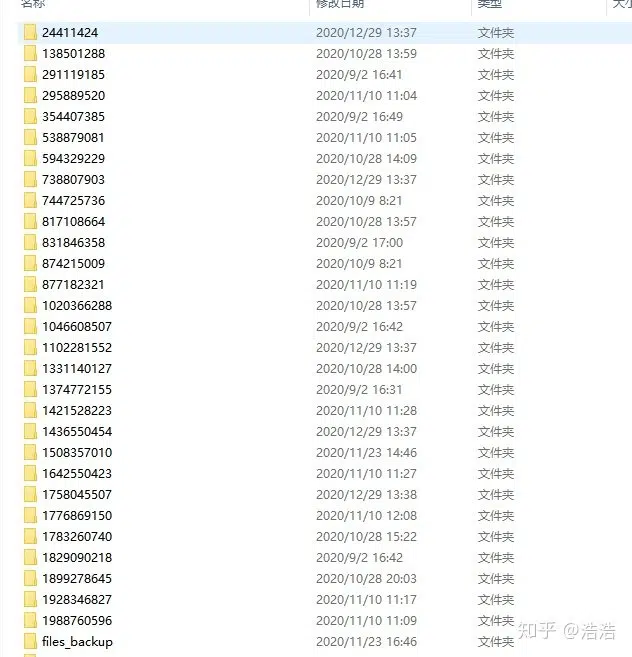 名称 修改日期 类型 大小
24411424 2020/12/29 13:37 文件夹
138501288 2020/10/28 13:59 文件夹
291119185 2020/9/2 16:41 文件夹
295889520 2020/11/10 11:04 文件夹
354407385 2020/9/2 16:49 文件夹
538879081 2020/11/10 11:05 文件夹
594329229 2020/10/28 14:09 文件夹
738807903 2020/12/29 13:37 文件夹
744725736 2020/10/9 8:21 文件夹
817108664 2020/10/28 13:57 文件夹
831846358 2020/9/2 17:00 文件夹
874215009 2020/10/9 8:21 文件夹
877182321 2020/11/10 11:19 文件夹
1020366288 2020/10/28 13:57 文件夹
1046608507 2020/9/2 16:42 文件夹
1102281552 2020/12/29 13:37 文件夹
1331140127 2020/10/28 14:00 文件夹
1374772155 2020/9/2 16:31 文件夹
1421528223 2020/11/10 11:28 文件夹
1436550454 2020/12/29 13:37 文件夹
1508357010 2020/11/23 14:46 文件夹
1642550423 2020/11/10 11:27 文件夹
1758045507 2020/12/29 13:38 文件夹
1776869150 2020/11/10 12:08 文件夹
1783260740 2020/10/28 15:22 文件夹
1829090218 2020/9/2 16:42 文件夹
1899278645 2020/10/28 20:03 文件夹
1928346827 2020/11/10 11:17 文件夹
1988760596 2020/11/10 11:09 文件夹
files_backup 2020/11/23 16:46 文件夹
知乎 @浩浩